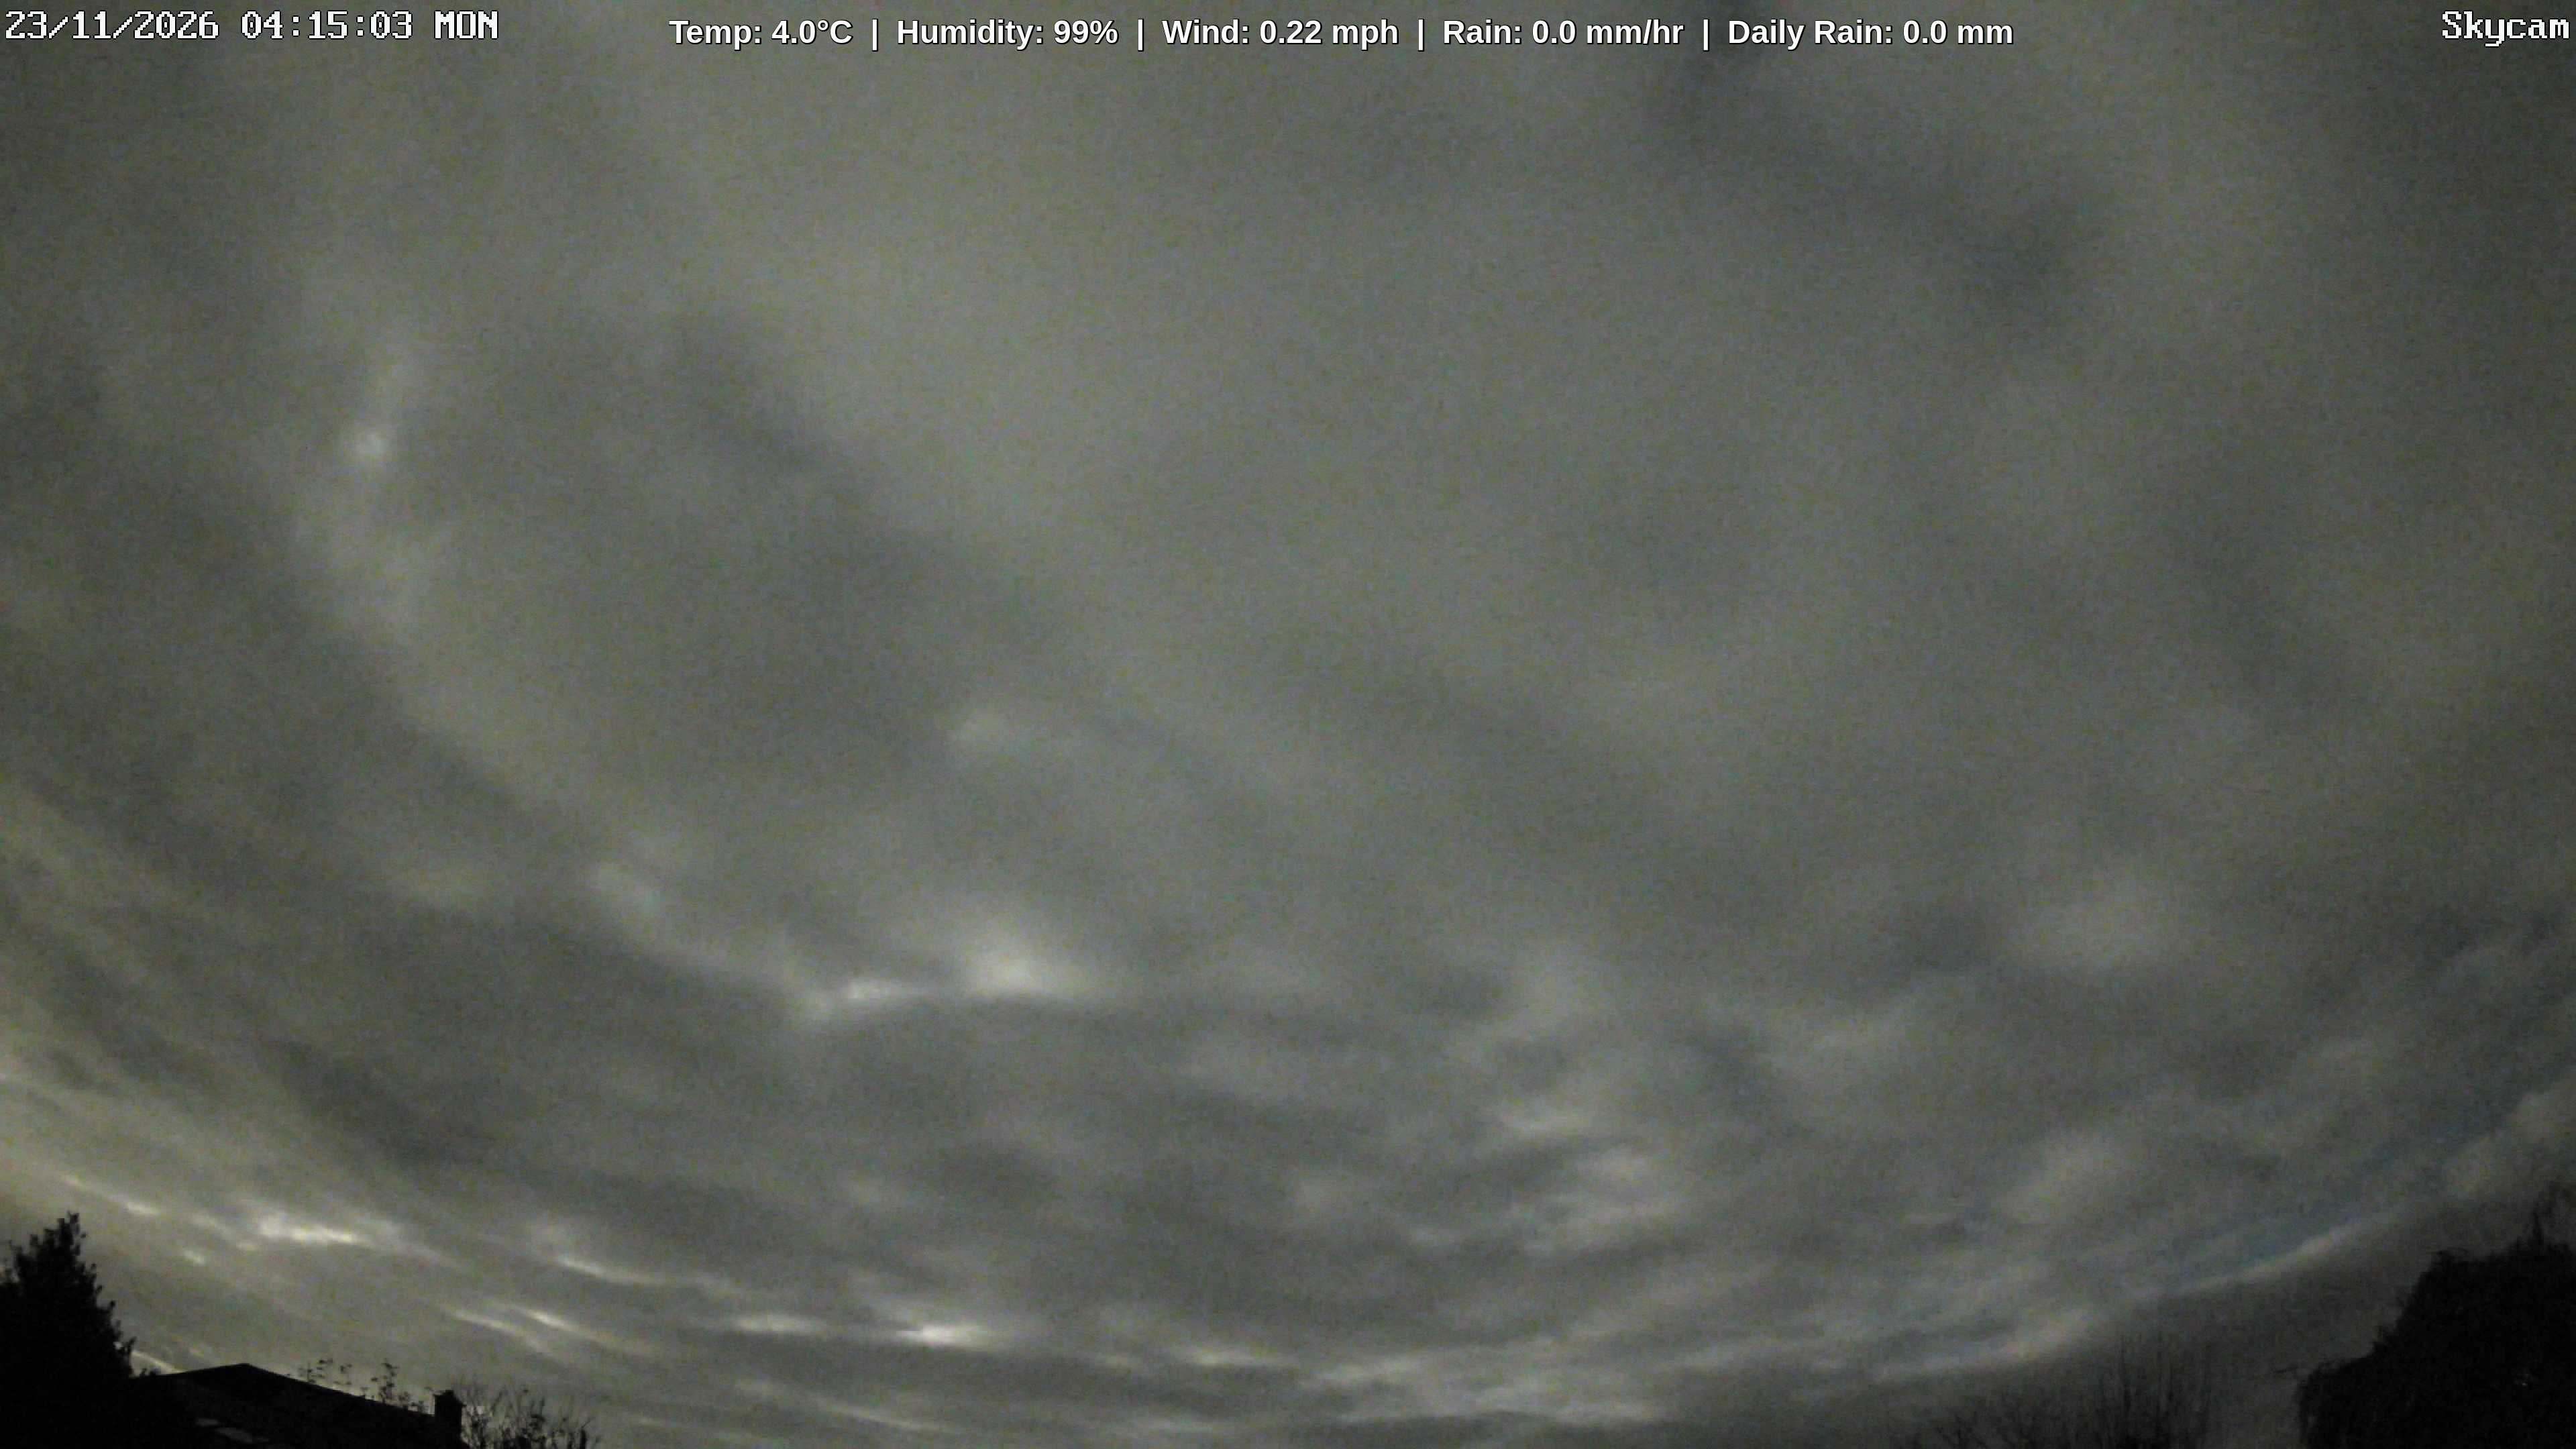 23/11/2026 04:15:03 MON
Temp: 4.0°C | Humidity: 99% | Wind: 0.22 mph | Rain: 0.0 mm/hr | Daily Rain: 0.0 mm
Skycam